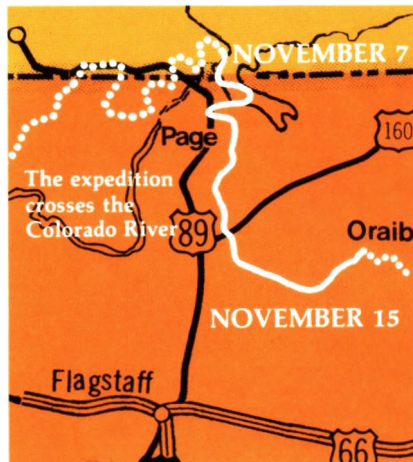 NOVEMBER 7
160
Page
The expedition
crosses the
Colorado River
89
Oraib
NOVEMBER 15
Flagstaff
66